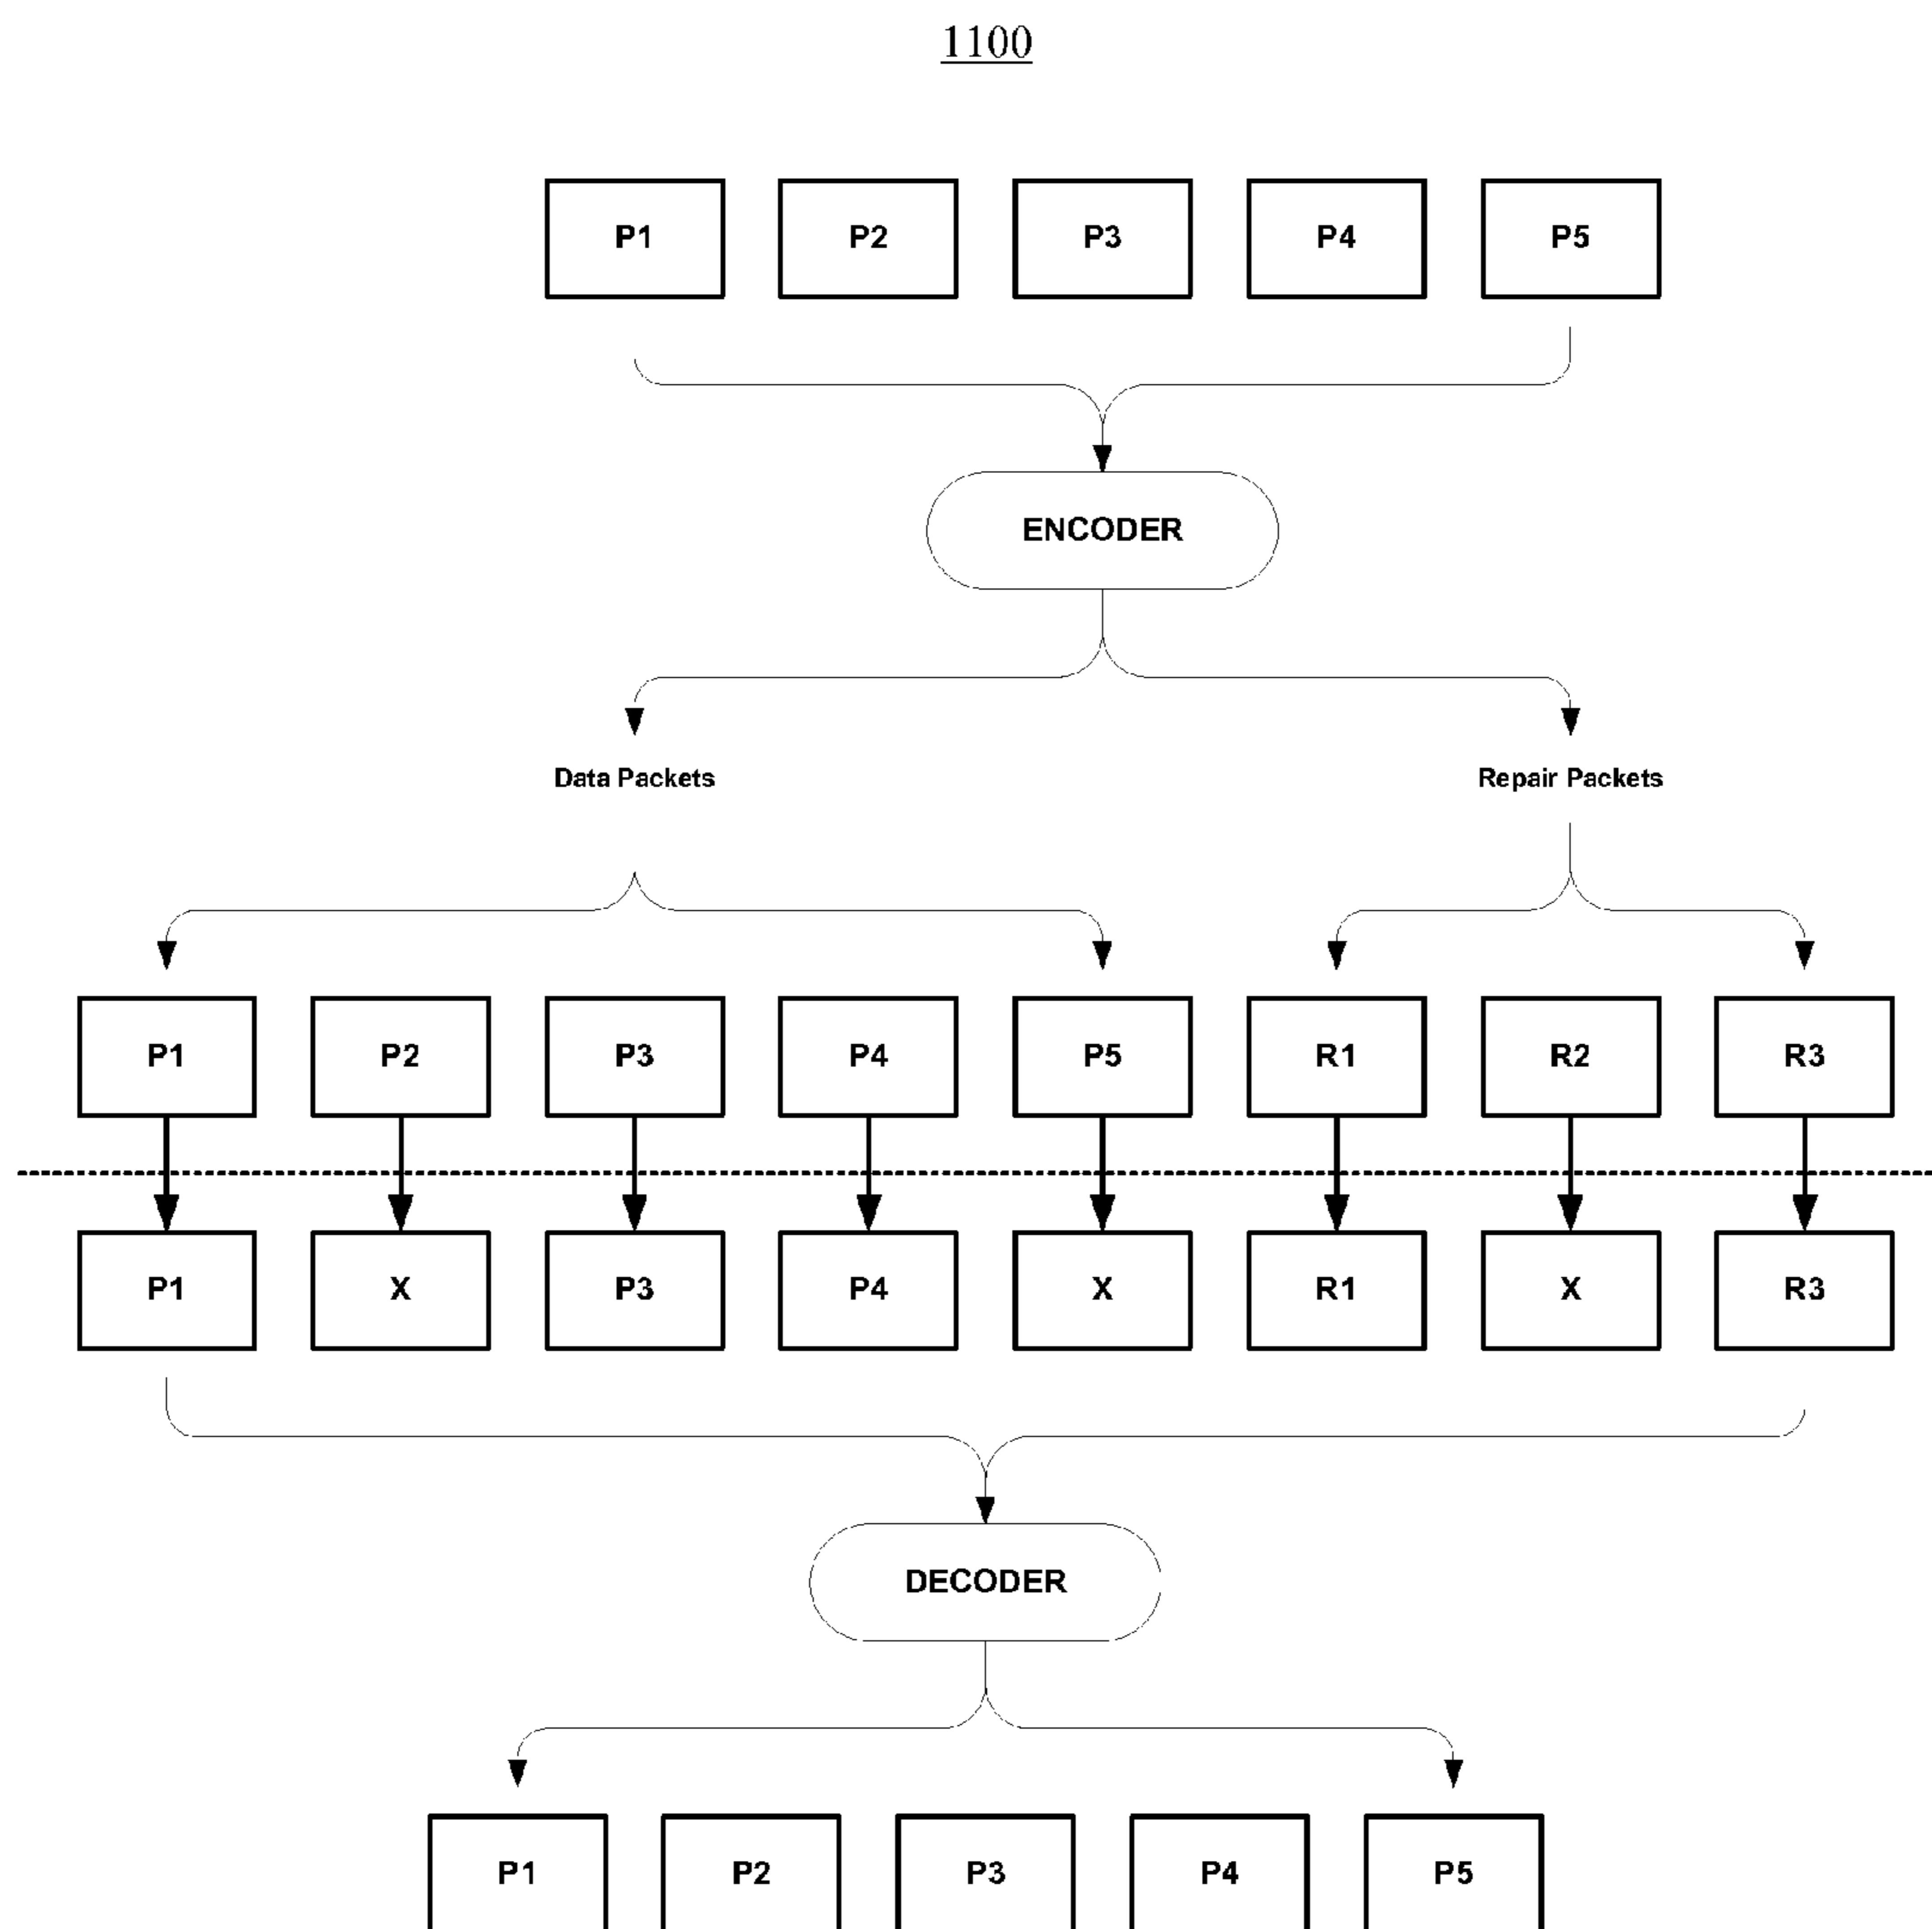 1100
P1 P2 P3 P4 P5
ENCODER
Data Packets Repair Packets
P1 P2 P3 P4 P5 R1 R2 R3
P1 X P3 P4 X R1 X R3
DECODER
P1 P2 P3 P4 P5